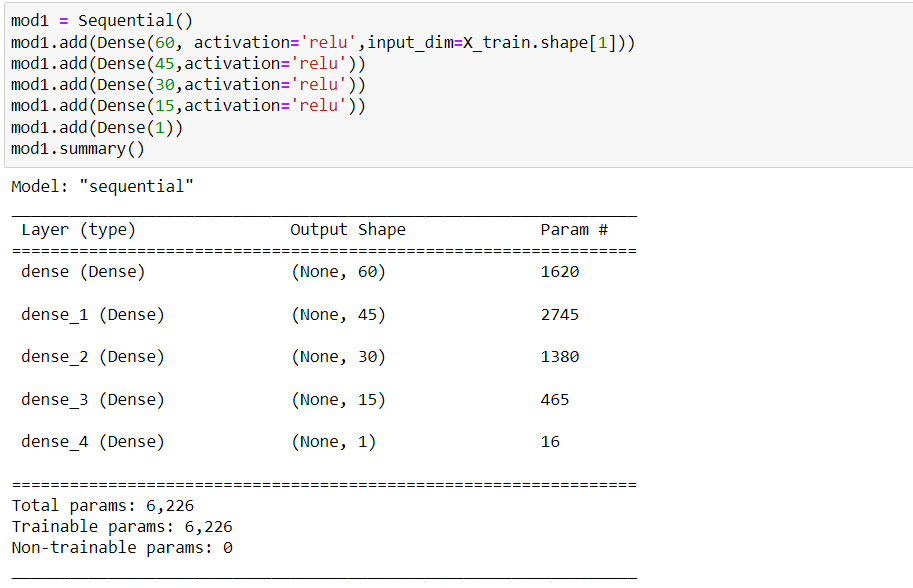 mod1 = Sequential()
mod1.add(Dense(60, activation='relu',input_dim=X_train.shape[1]))
mod1.add(Dense(45,activation='relu'))
mod1.add(Dense(30,activation='relu'))
mod1.add(Dense(15,activation='relu'))
mod1.add(Dense(1))
mod1.summary()
Model: "sequential"
_________________________________________________________________
Layer (type) Output Shape Param #
=================================================================
dense (Dense) (None, 60) 1620
dense_1 (Dense) (None, 45) 2745
dense_2 (Dense) (None, 30) 1380
dense_3 (Dense) (None, 15) 465
dense_4 (Dense) (None, 1) 16
=================================================================
Total params: 6,226
Trainable params: 6,226
Non-trainable params: 0
_________________________________________________________________